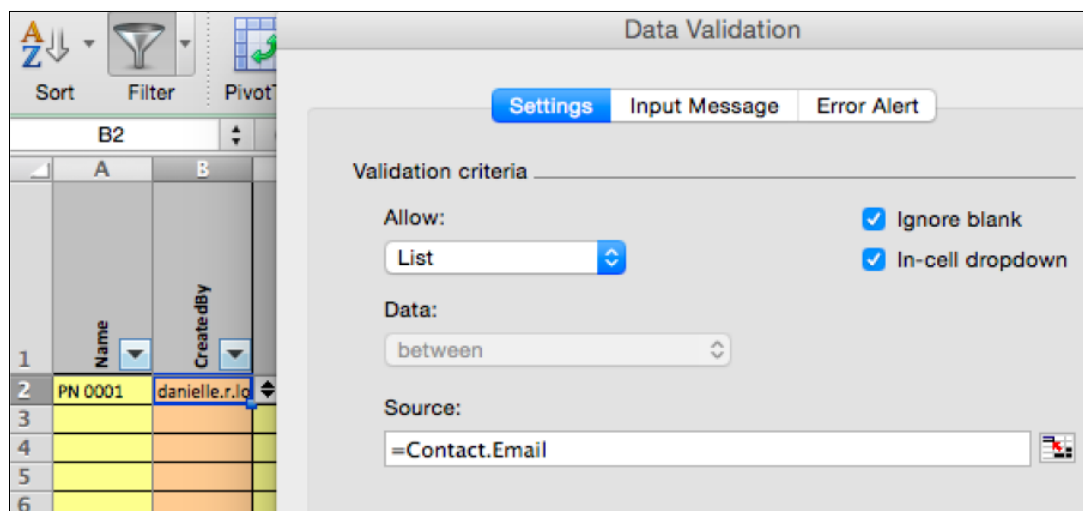 Data Validation
A
Z
Sort Filter PivotT
Settings Input Message Error Alert
B2
A B
Validation criteria
Allow:
Ignore blank
List
In-cell dropdown
Data:
between
1 Name CreatedBy
2 PN 0001 danielle.r.lo
Source:
3
4
=Contact.Email
5
6